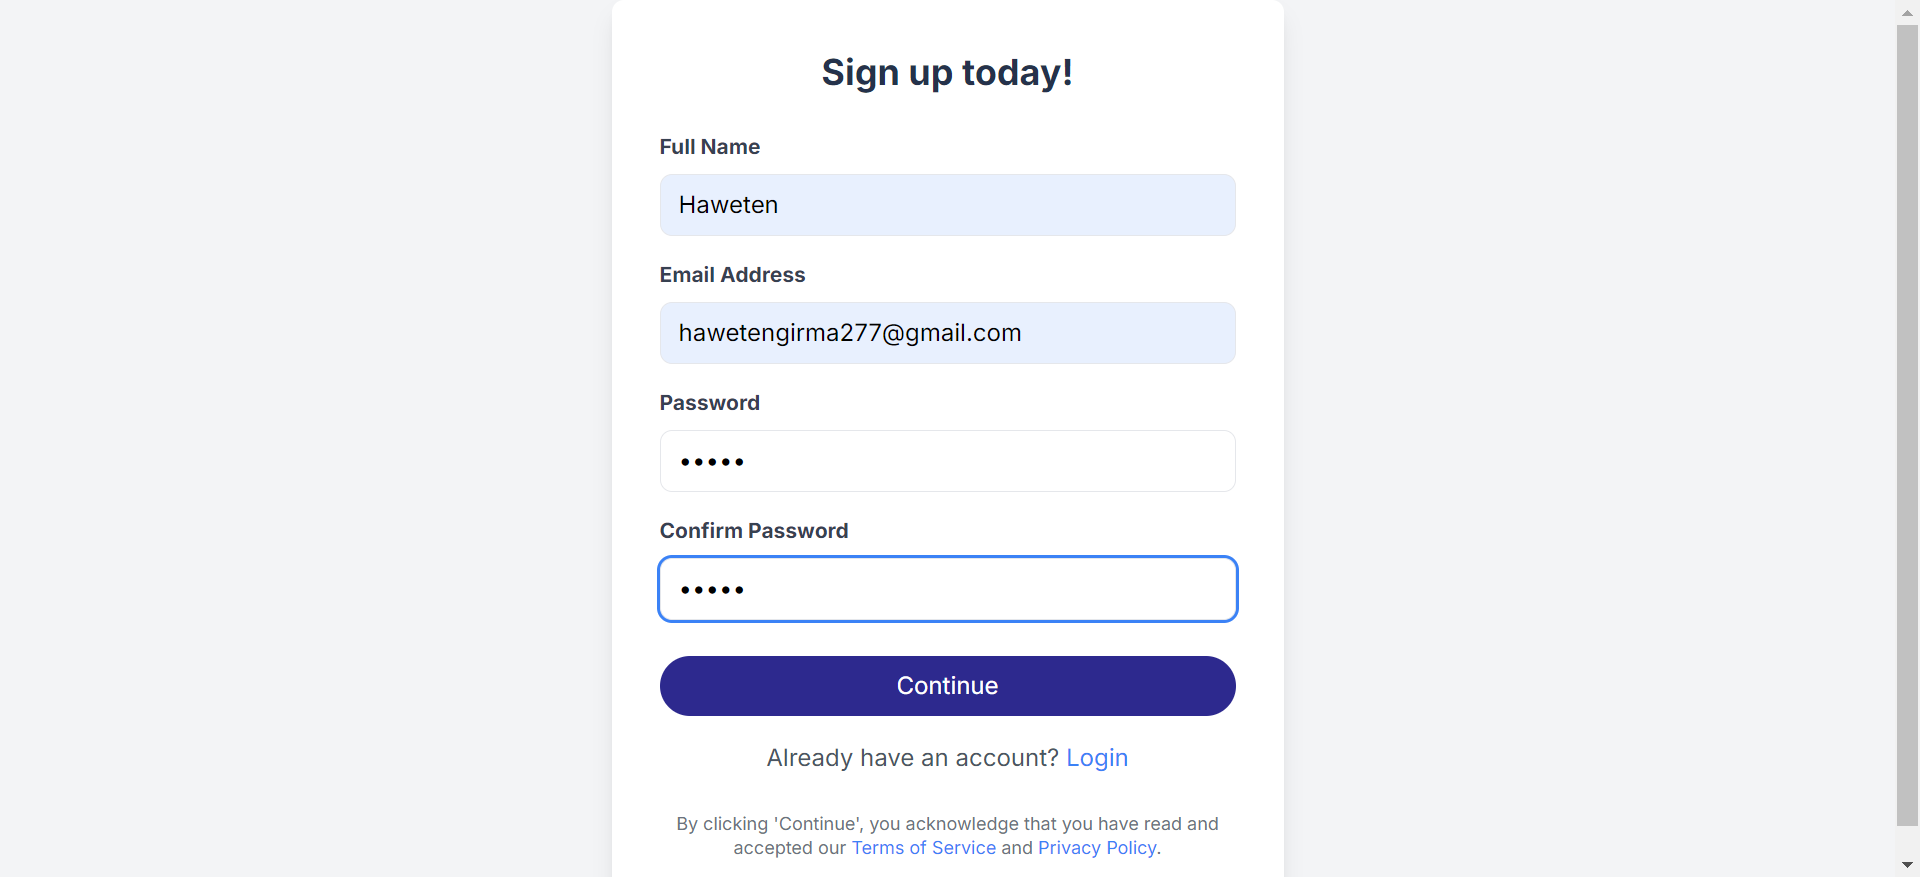 Sign up today!
Full Name
Haweten
Email Address
hawetengirma277@gmail.com
Password
•••••
Confirm Password
•••••
Continue
Already have an account? Login
By clicking 'Continue', you acknowledge that you have read and
accepted our Terms of Service and Privacy Policy.